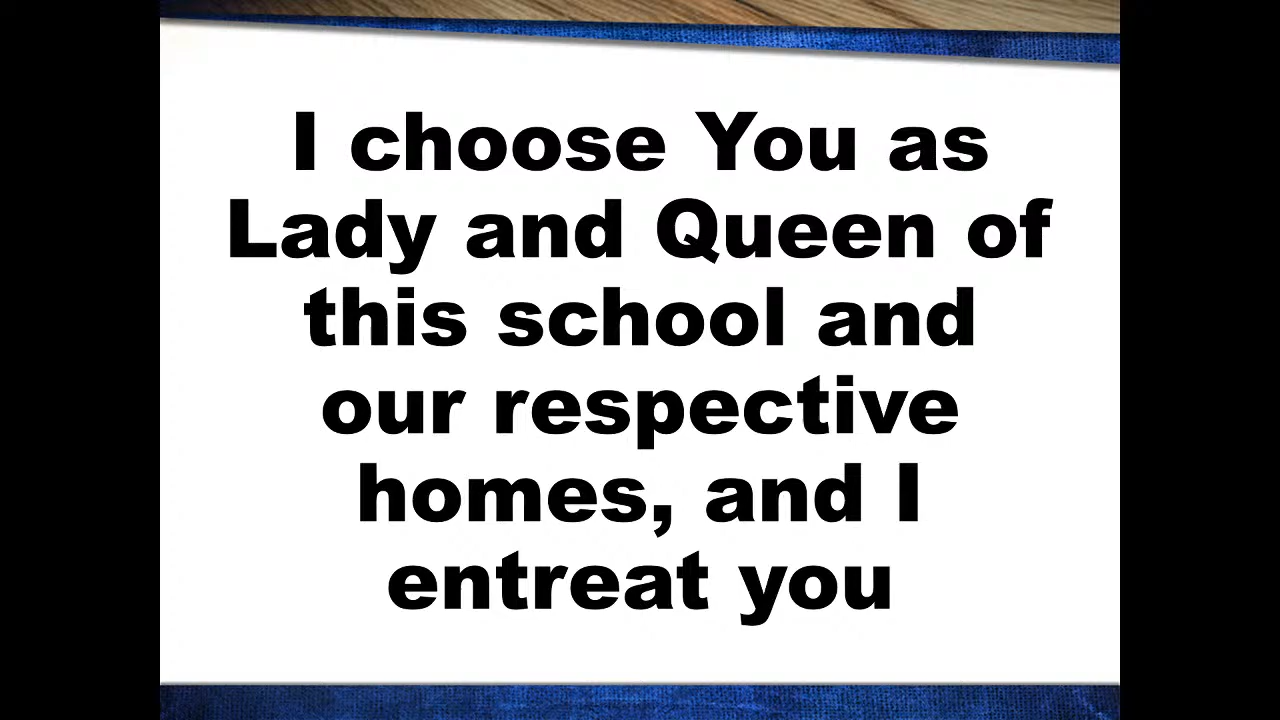 I choose You as
Lady and Queen of
this school and
our respective
homes, and I
entreat you